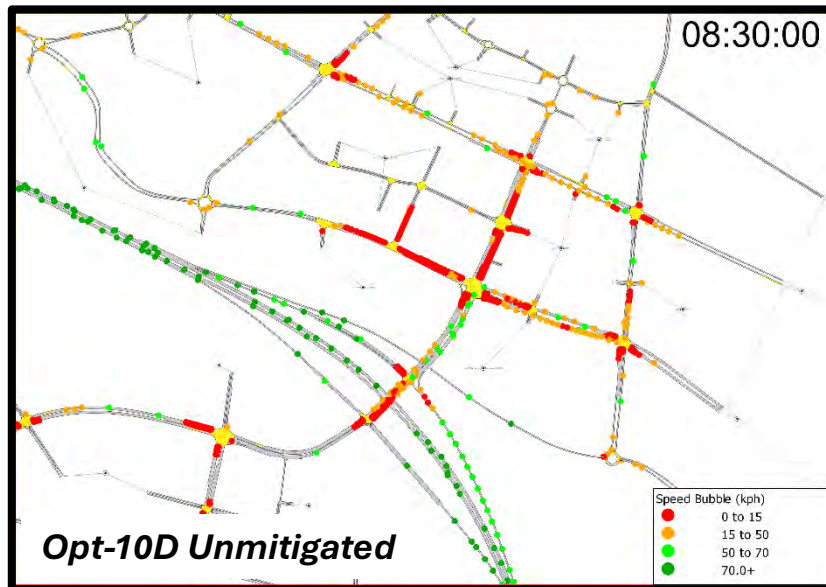 08:30:00
Speed Bubble (kph)
0 to 15
15 to 50
50 to 70
70.0+
Opt-10D Unmitigated